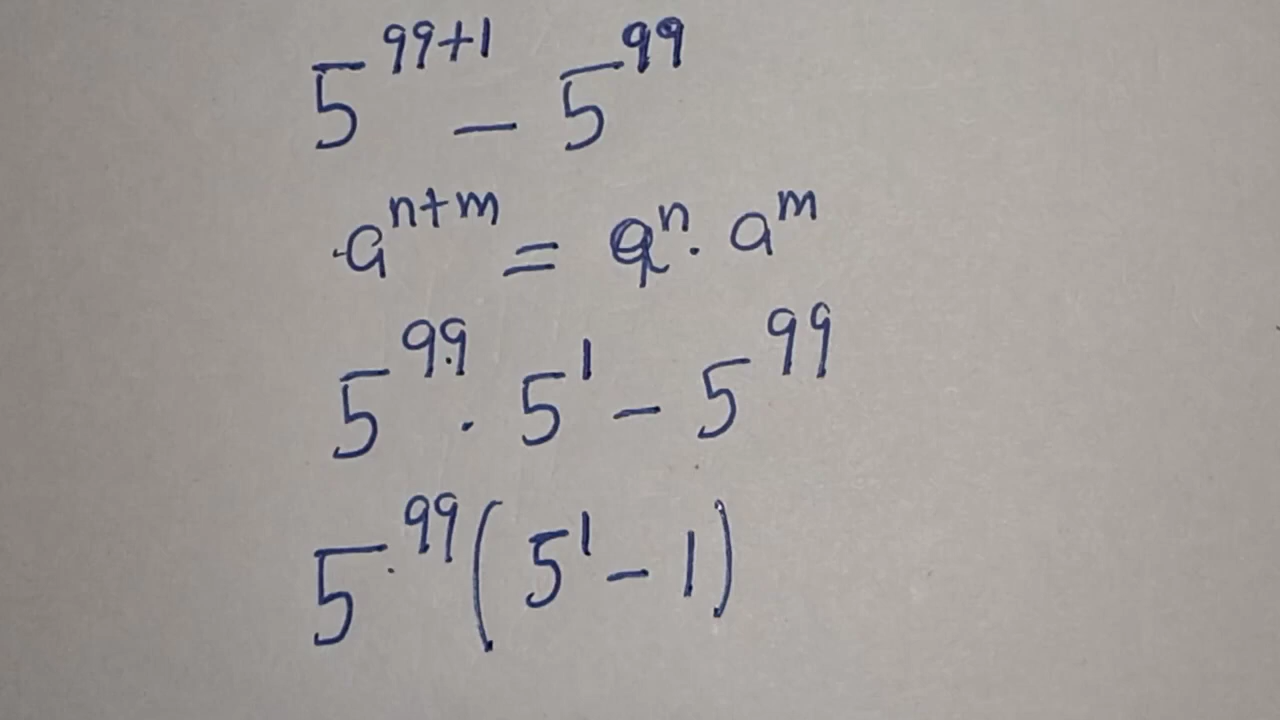 5^{99+1} - 5^{99}
a^{n+m} = a^n · a^m
5^{99} · 5^1 - 5^{99}
5^{99}(5^1 - 1)